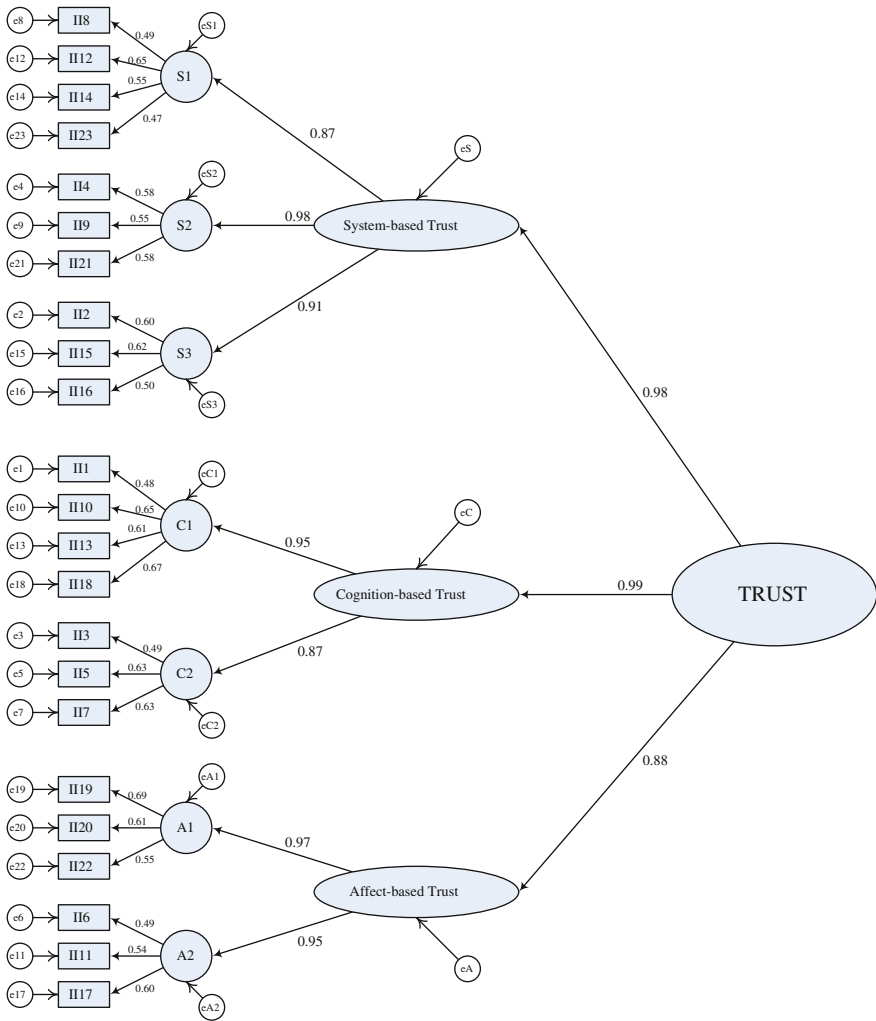 e8 II8
0.49
eS1
e12 II12
0.65
S1
e14 II14
0.55
e23 II23
0.47
0.87
eS
e4 II4
0.58
eS2
e9 II9
0.55
S2
0.98
System-based Trust
e21 II21
0.58
e2 II2
0.60
0.91
e15 II15
0.62
S3
e16 II16
0.50
eS3
0.98
e1 II1
0.48
eC1
e10 II10
0.65
C1
eC
e13 II13
0.61
0.95
e18 II18
0.67
Cognition-based Trust
0.99
TRUST
e3 II3
0.49
0.87
e5 II5
0.63
C2
e7 II7
0.63
eC2
0.88
e19 II19
0.69
eA1
e20 II20
0.61
A1
0.97
e22 II22
0.55
Affect-based Trust
e6 II6
0.49
0.95
e11 II11
0.54
A2
eA
e17 II17
0.60
eA2